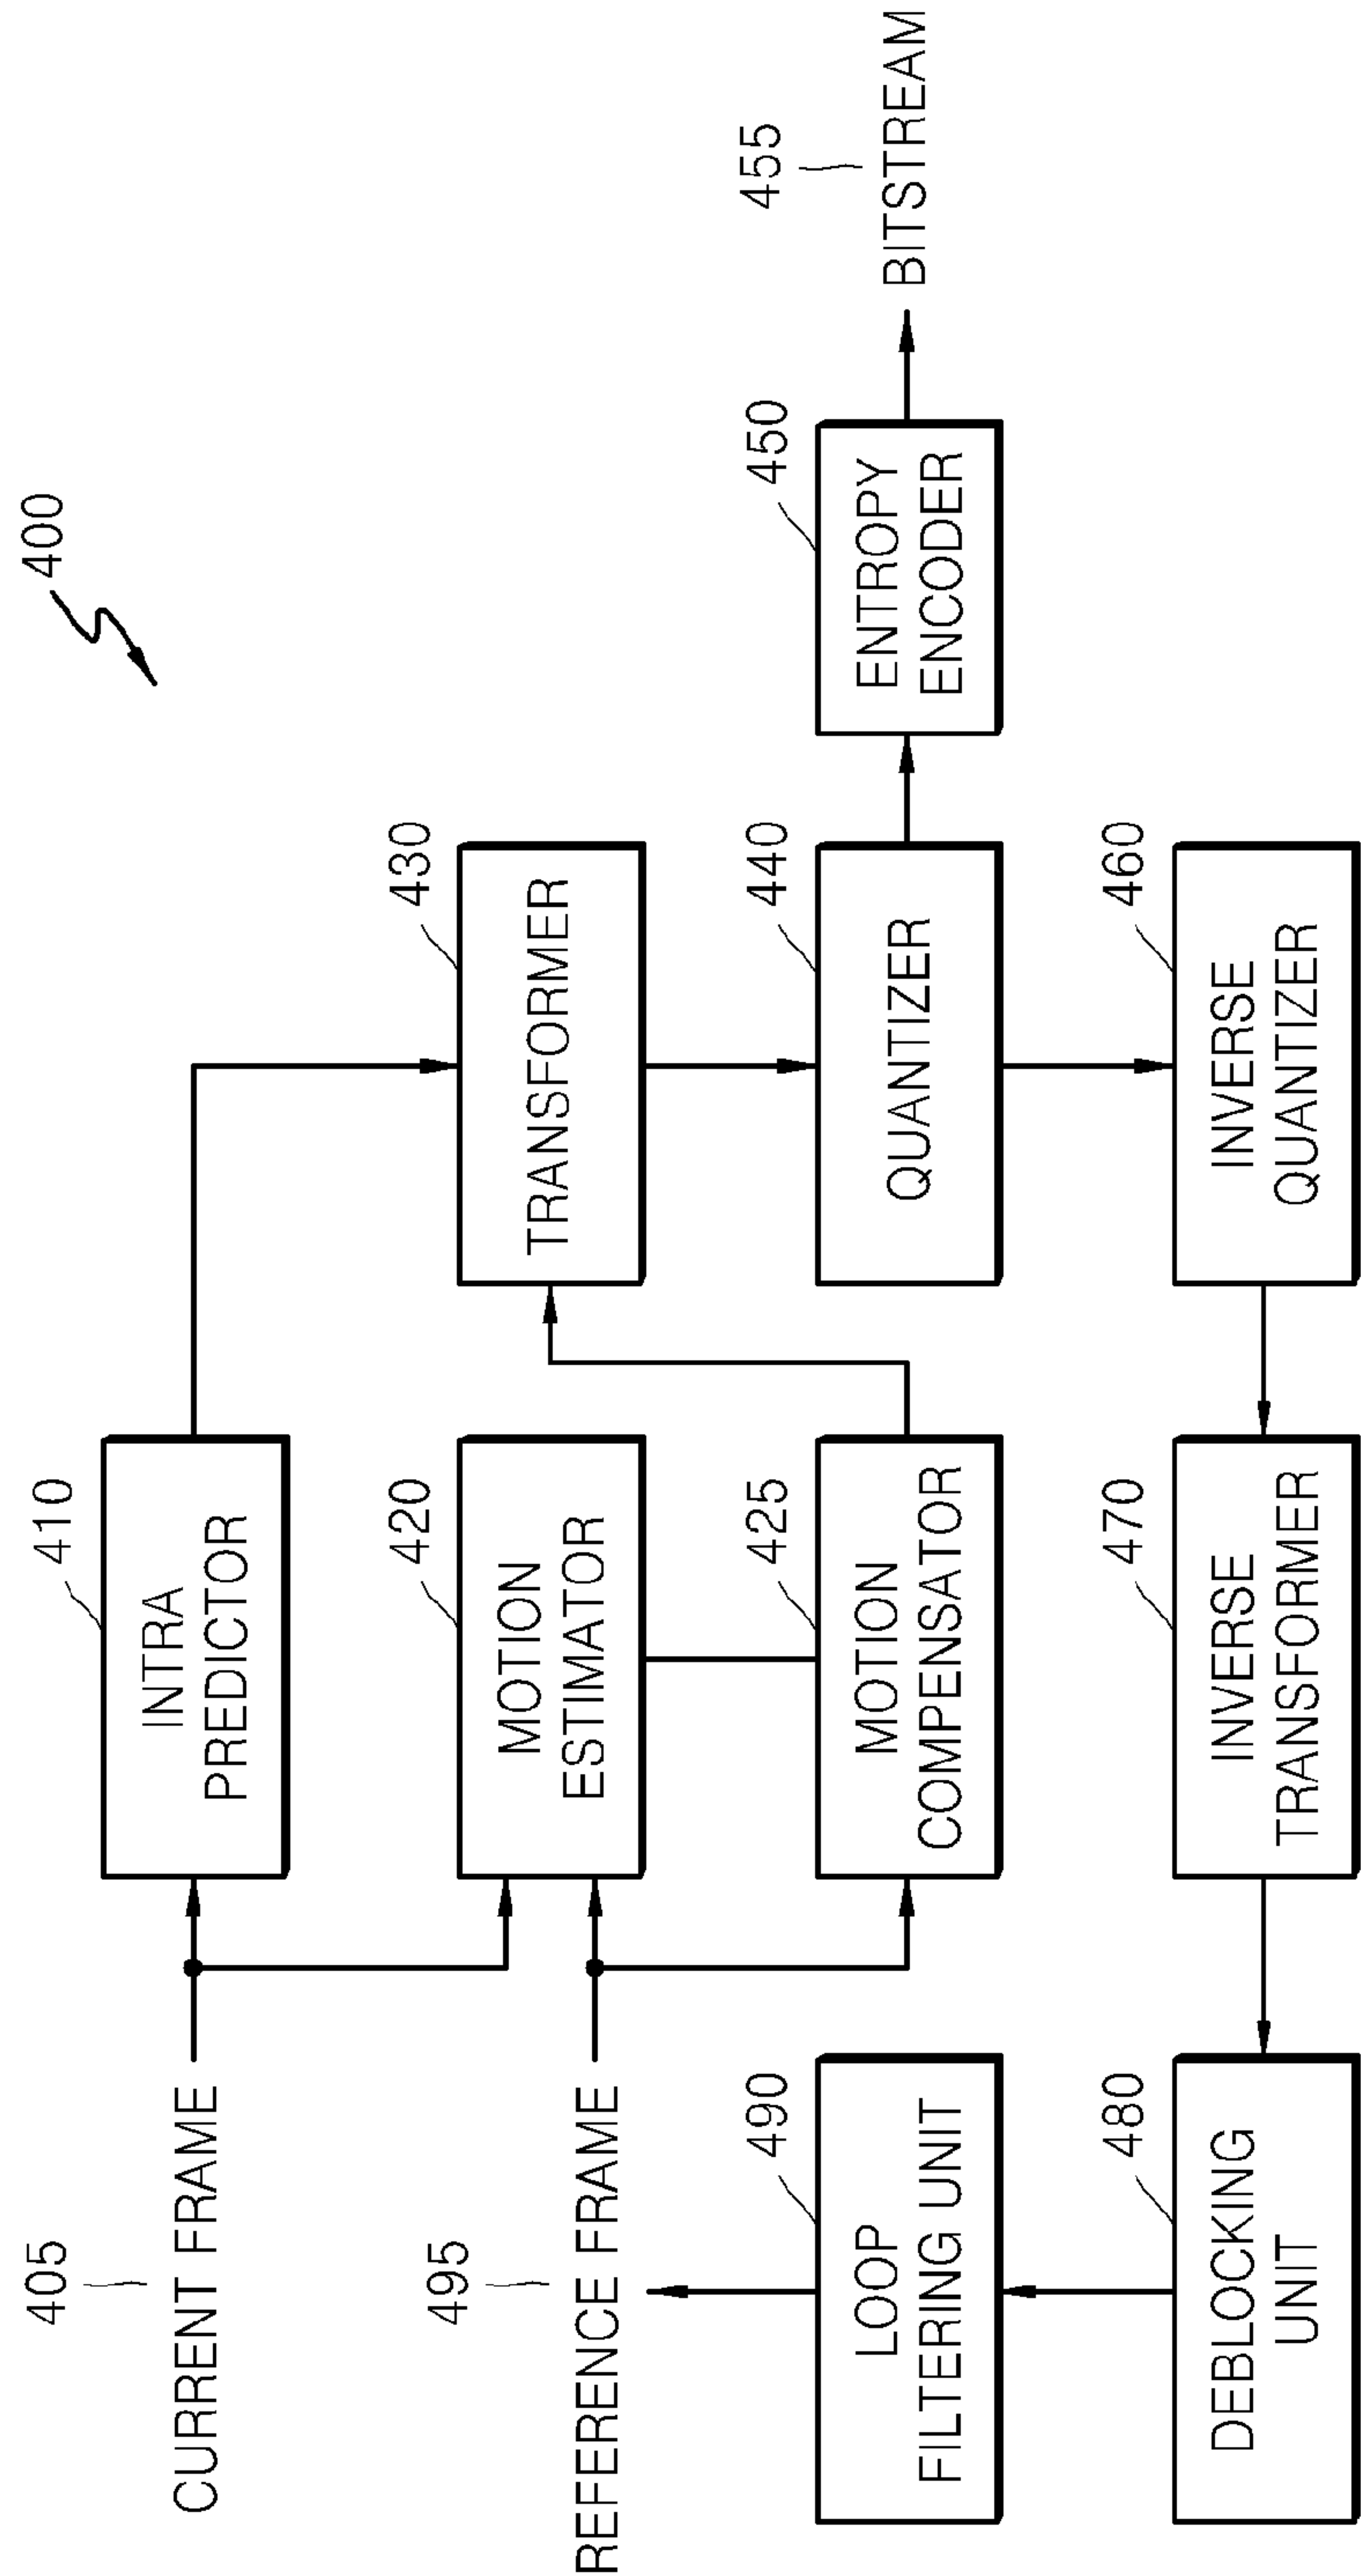 400
405
CURRENT FRAME
410
INTRA
PREDICTOR
495
REFERENCE FRAME
420
MOTION
ESTIMATOR
430
TRANSFORMER
490
LOOP
FILTERING UNIT
425
MOTION
COMPENSATOR
440
QUANTIZER
450
ENTROPY
ENCODER
455
BITSTREAM
480
DEBLOCKING
UNIT
470
INVERSE
TRANSFORMER
460
INVERSE
QUANTIZER